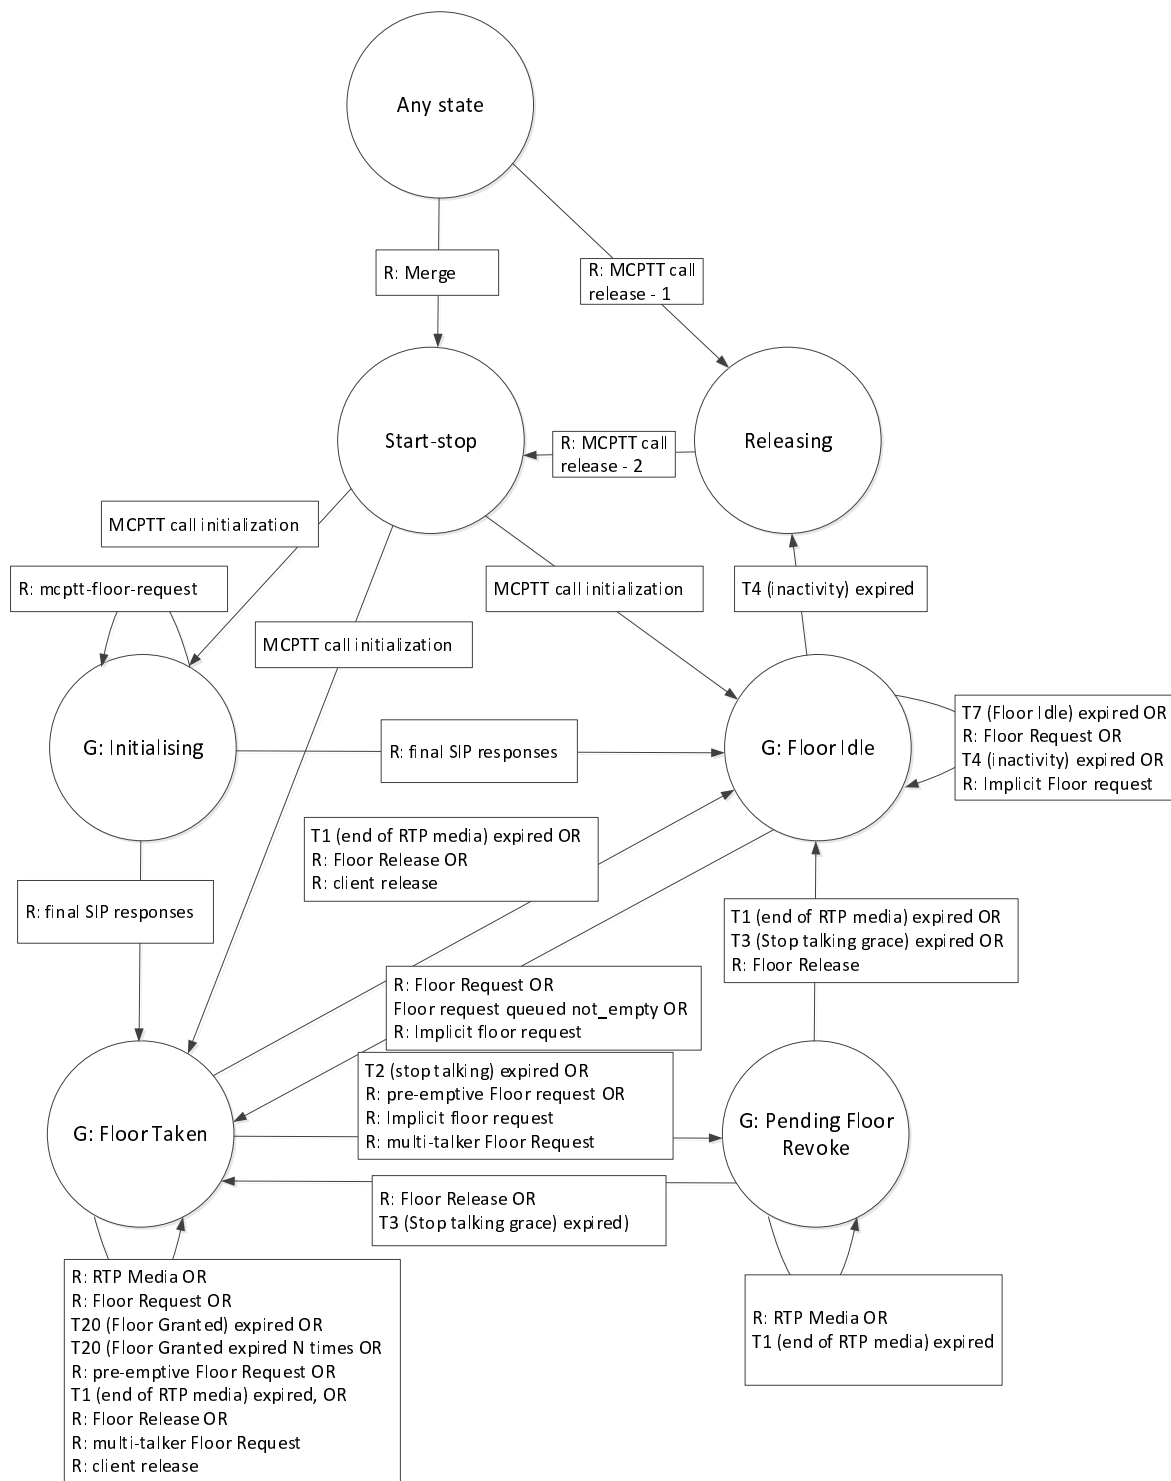 Any state
R: Merge
R: MCPTT call
release - 1
Start-stop
R: MCPTT call
release - 2
Releasing
MCPTT call initialization
R: mcptt-floor-request
MCPTT call initialization
T4 (inactivity) expired
MCPTT call initialization
G: Initialising
R: final SIP responses
G: Floor Idle
T7 (Floor Idle) expired OR
R: Floor Request OR
T4 (inactivity) expired OR
R: Implicit Floor request
T1 (end of RTP media) expired OR
R: Floor Release OR
R: client release
R: final SIP responses
T1 (end of RTP media) expired OR
T3 (Stop talking grace) expired OR
R: Floor Release
R: Floor Request OR
Floor request queued not_empty OR
R: Implicit floor request
T2 (stop talking) expired OR
R: pre-emptive Floor request OR
R: Implicit floor request
R: multi-talker Floor Request
G: Floor Taken
G: Pending Floor
Revoke
R: Floor Release OR
T3 (Stop talking grace) expired)
R: RTP Media OR
R: Floor Request OR
T20 (Floor Granted) expired OR
T20 (Floor Granted expired N times OR
R: pre-emptive Floor Request OR
T1 (end of RTP media) expired, OR
R: Floor Release OR
R: multi-talker Floor Request
R: client release
R: RTP Media OR
T1 (end of RTP media) expired